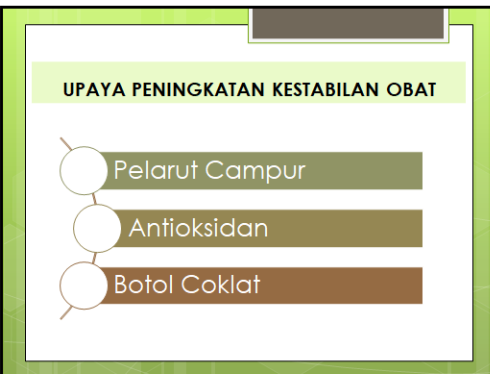 UPAYA PENINGKATAN KESTABILAN OBAT
Pelarut Campur
Antioksidan
Botol Coklat